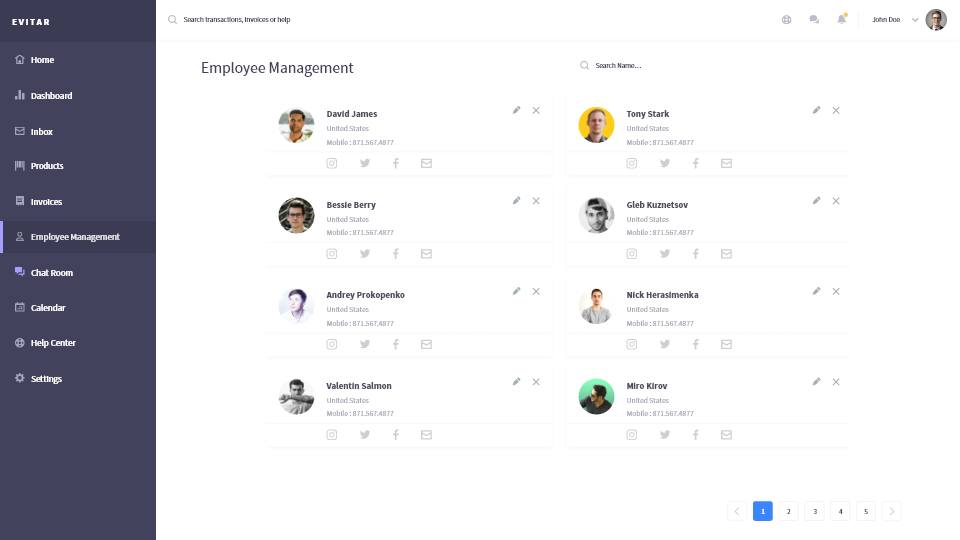 EVITAR
Search transactions, invoices or help
John Doe
Home
Dashboard
Inbox
Products
Invoices
Employee Management
Chat Room
Calendar
Help Center
Settings
Employee Management
Search Name...
David James
United States
Mobile : 871.567.4877
Tony Stark
United States
Mobile : 871.567.4877
Bessie Berry
United States
Mobile : 871.567.4877
Gleb Kuznetsov
United States
Mobile : 871.567.4877
Andrey Prokopenko
United States
Mobile : 871.567.4877
Nick Herasimenka
United States
Mobile : 871.567.4877
Valentin Salmon
United States
Mobile : 871.567.4877
Miro Kirov
United States
Mobile : 871.567.4877
1 2 3 4 5